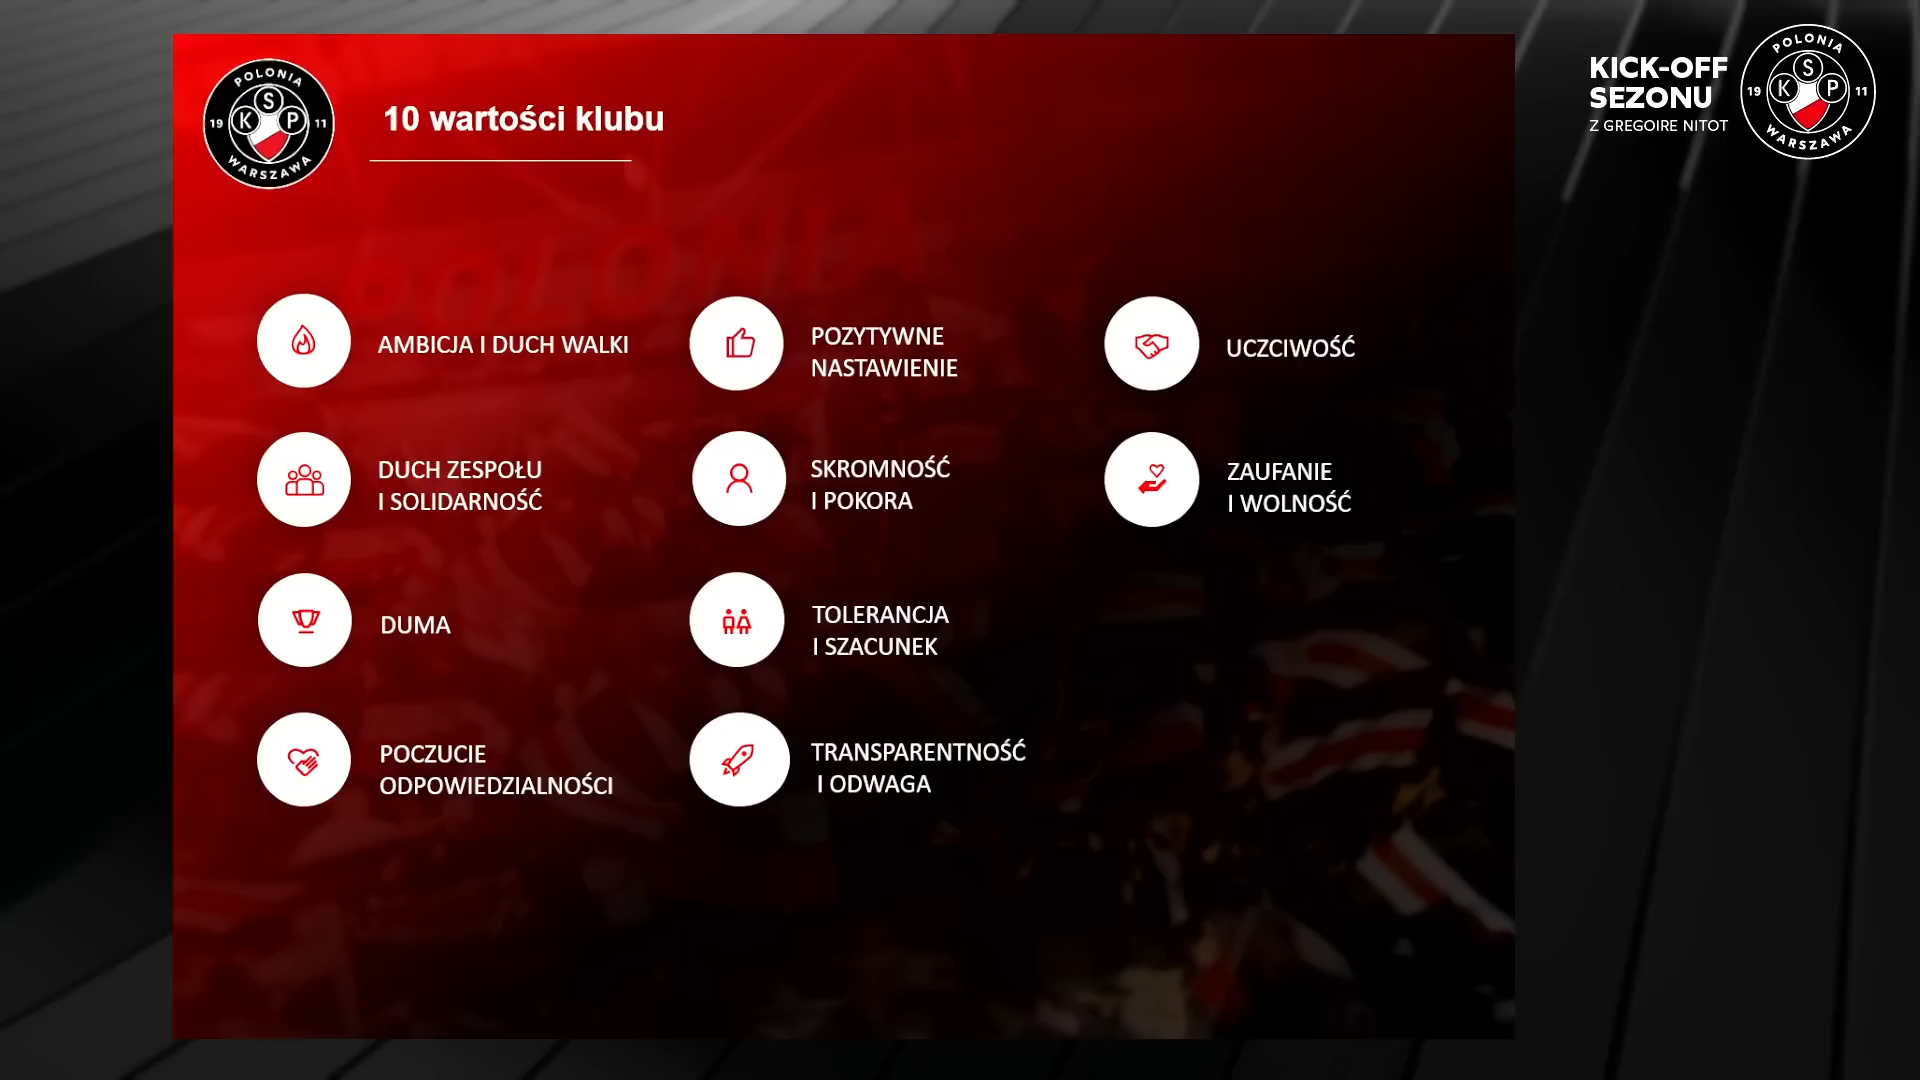 POLONIA
S
19 K P 11
WARSZAWA
10 wartości klubu
KICK-OFF
SEZONU
Z GREGOIRE NITOT
POLONIA
S
19 K P 11
WARSZAWA
POLONIA
AMBICJA I DUCH WALKI
DUCH ZESPOŁU
I SOLIDARNOŚĆ
DUMA
POCZUCIE
ODPOWIEDZIALNOŚCI
POZYTYWNE
NASTAWIENIE
SKROMNOŚĆ
I POKORA
TOLERANCJA
I SZACUNEK
TRANSPARENTNOŚĆ
I ODWAGA
UCZCIWOŚĆ
ZAUFANIE
I WOLNOŚĆ